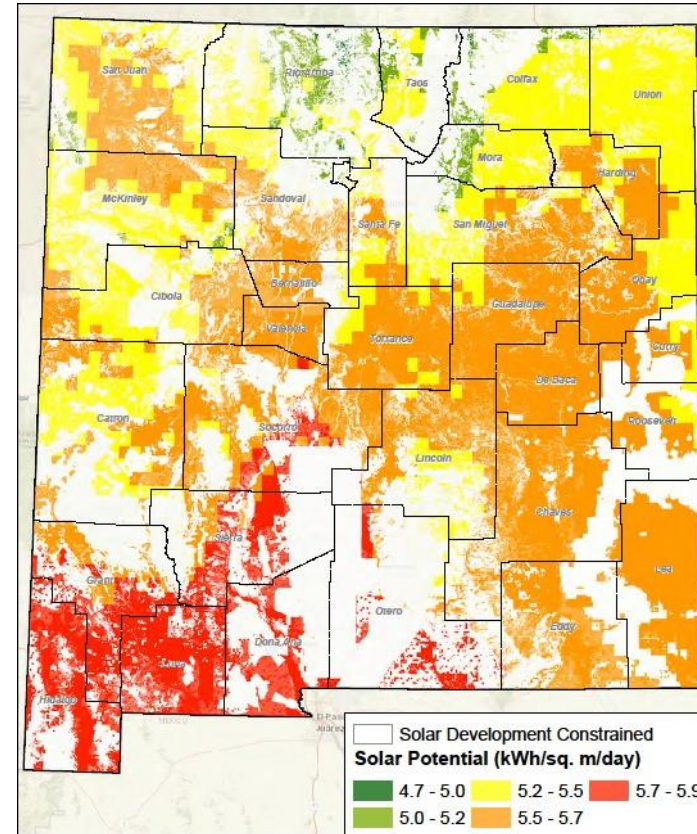 San Juan
Rio Arriba
Taos
Colfax
Union
Mora
Harding
McKinley
Sandoval
Santa Fe
San Miguel
Bernalillo
Quay
Cibola
Guadalupe
Valencia
Torrance
Curry
De Baca
Catron
Socorro
Roosevelt
Lincoln
Chaves
Sierra
Grant
Lea
Otero
Eddy
Luna
Dona Ana
Hidalgo
El Paso
Juárez
Solar Development Constrained
Solar Potential (kWh/sq. m/day)
4.7 - 5.0 5.2 - 5.5 5.7 - 5.9
5.0 - 5.2 5.5 - 5.7